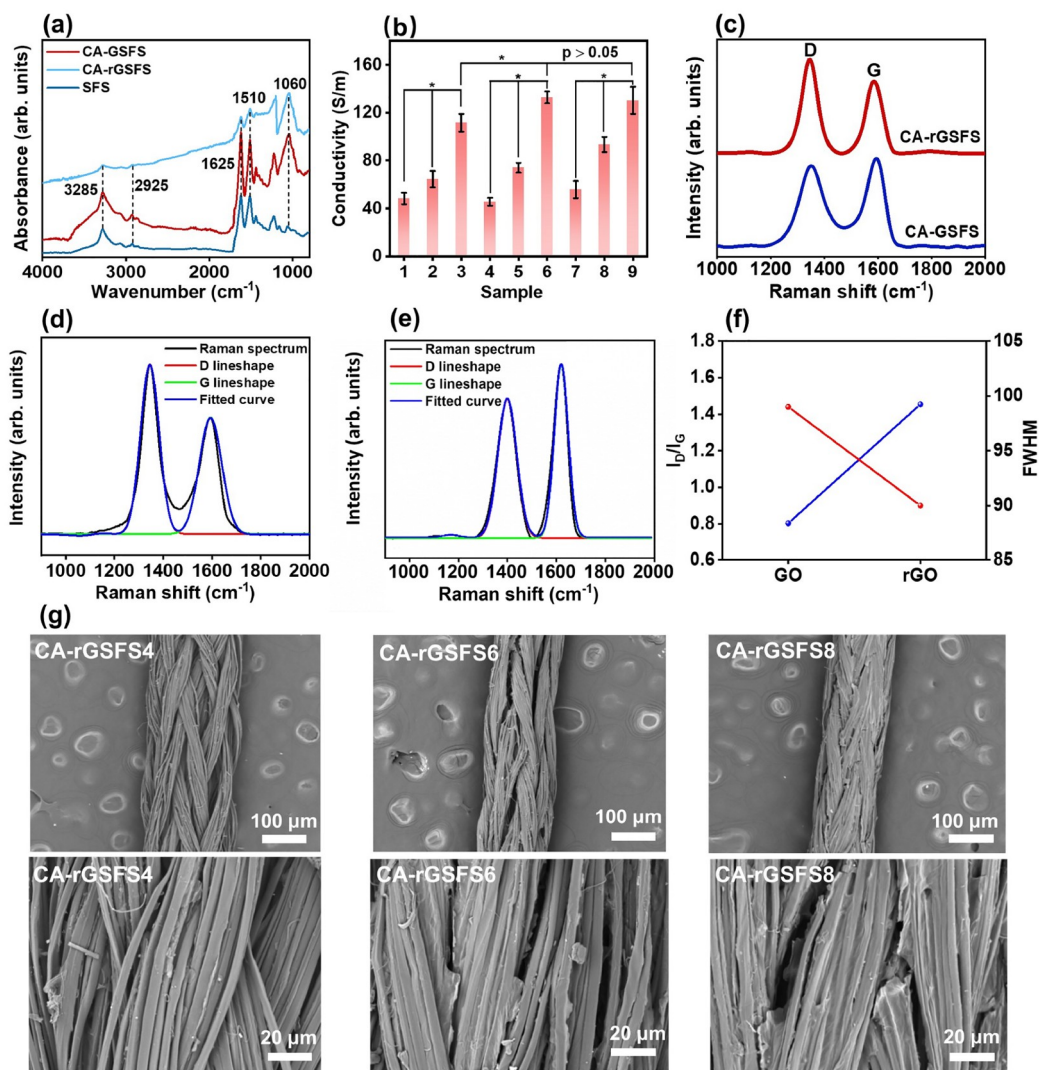 (a)
CA-GSFS
CA-rGSFS
SFS
1060
1510
1625
3285
2925
Absorbance (arb. units)
4000 3000 2000 1000
Wavenumber (cm⁻¹)
(b)
* p > 0.05
* * *
160
120
80
40
0
Conductivity (S/m)
1 2 3 4 5 6 7 8 9
Sample
(c)
D
G
CA-rGSFS
CA-GSFS
Intensity (arb. units)
1000 1200 1400 1600 1800 2000
Raman shift (cm⁻¹)
(d)
Raman spectrum
D lineshape
G lineshape
Fitted curve
Intensity (arb. units)
1000 1200 1400 1600 1800 2000
Raman shift (cm⁻¹)
(e)
Raman spectrum
D lineshape
G lineshape
Fitted curve
Intensity (arb. units)
1000 1200 1400 1600 1800 2000
Raman shift (cm⁻¹)
(f)
1.8
1.6
1.4
1.2
1.0
0.8
0.6
I_D/I_G
105
100
95
90
85
FWHM
GO rGO
(g)
CA-rGSFS4
100 μm
CA-rGSFS6
100 μm
CA-rGSFS8
100 μm
CA-rGSFS4
20 μm
CA-rGSFS6
20 μm
CA-rGSFS8
20 μm